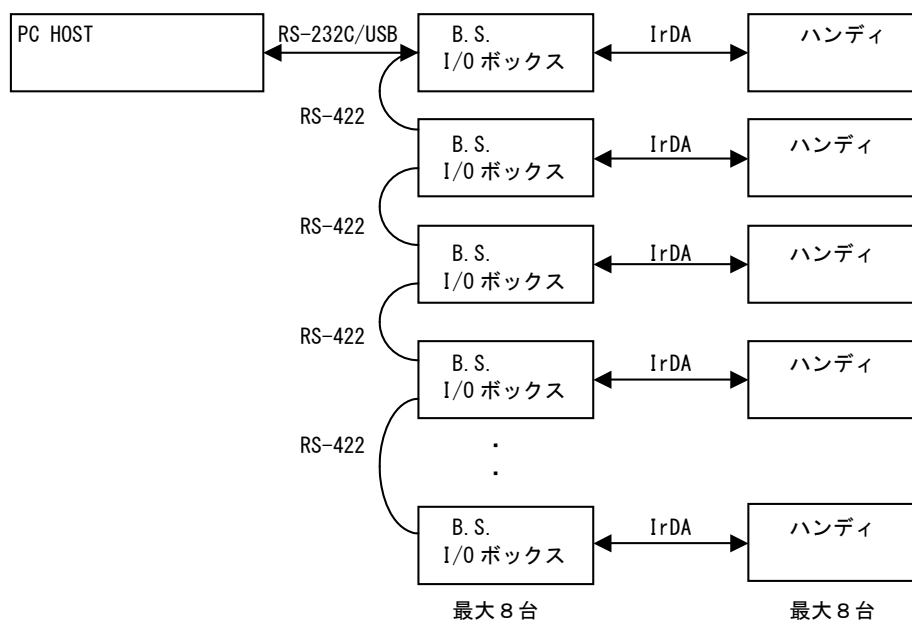 PC HOST
RS-232C/USB
B.S.
I/O ボックス
IrDA
ハンディ
RS-422
B.S.
I/O ボックス
IrDA
ハンディ
RS-422
B.S.
I/O ボックス
IrDA
ハンディ
RS-422
B.S.
I/O ボックス
IrDA
ハンディ
RS-422
・
・
B.S.
I/O ボックス
IrDA
ハンディ
最大８台
最大８台